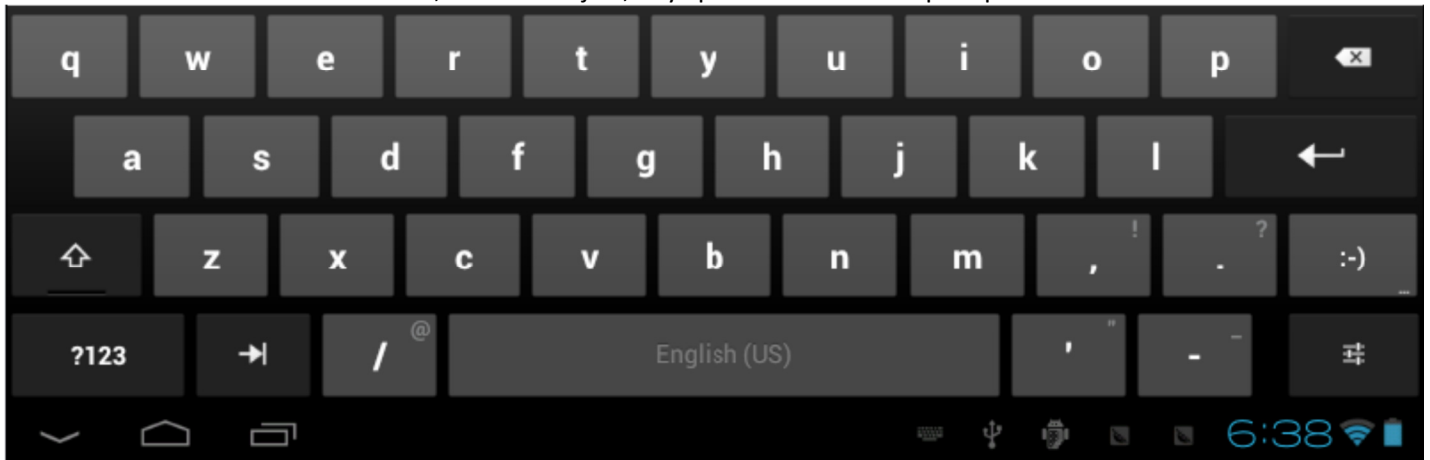 q w e r t y u i o p
a s d f g h j k l
z x c v b n m , ! . ? :-) ...
?123 / @ English (US) ' " - _
6:38